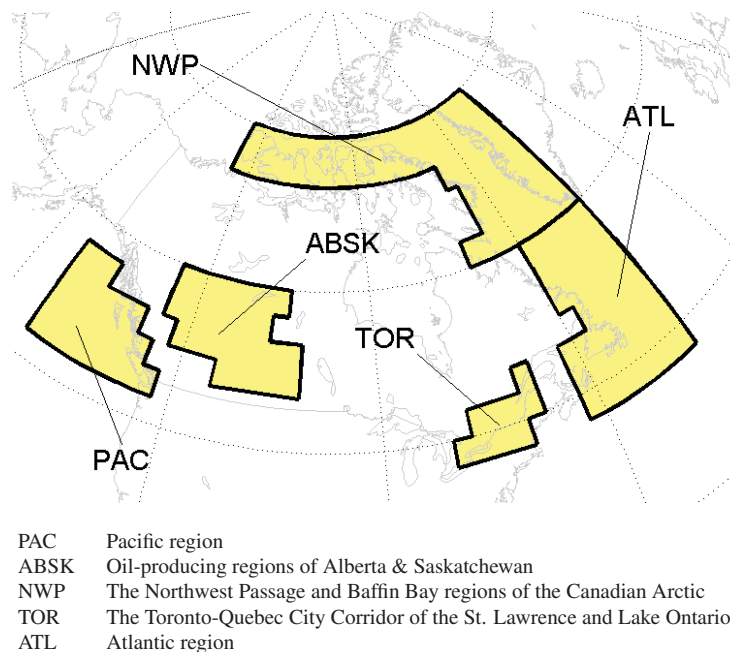 NWP
ATL
ABSK
TOR
PAC
PAC Pacific region
ABSK Oil-producing regions of Alberta & Saskatchewan
NWP The Northwest Passage and Baffin Bay regions of the Canadian Arctic
TOR The Toronto-Quebec City Corridor of the St. Lawrence and Lake Ontario
ATL Atlantic region